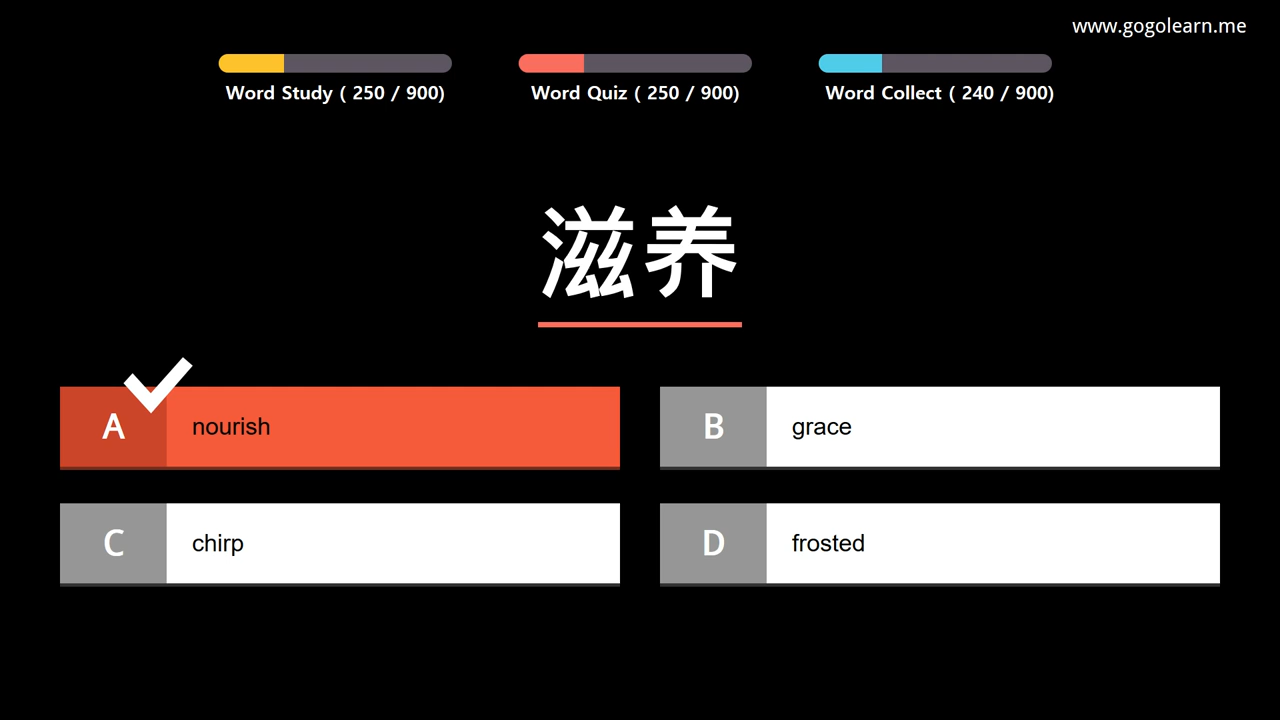 www.gogolearn.me
Word Study ( 250 / 900)
Word Quiz ( 250 / 900)
Word Collect ( 240 / 900)
滋养
A nourish
B grace
C chirp
D frosted